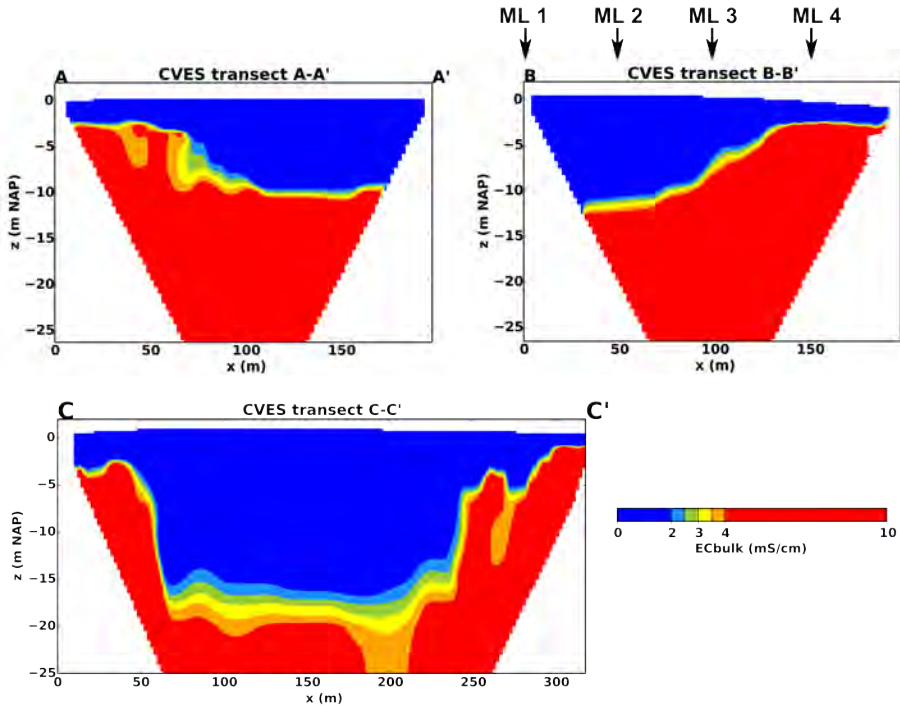 ML 1 ML 2 ML 3 ML 4
A CVES transect A-A' A'
0
−5
−10
−15
−20
−25
z (m NAP)
0 50 100 150
x (m)
B CVES transect B-B'
0
−5
−10
−15
−20
−25
z (m NAP)
0 50 100 150
x (m)
C CVES transect C-C' C'
0
−5
−10
−15
−20
−25
z (m NAP)
0 50 100 150 200 250 300
x (m)
0 2 3 4 10
ECbulk (mS/cm)